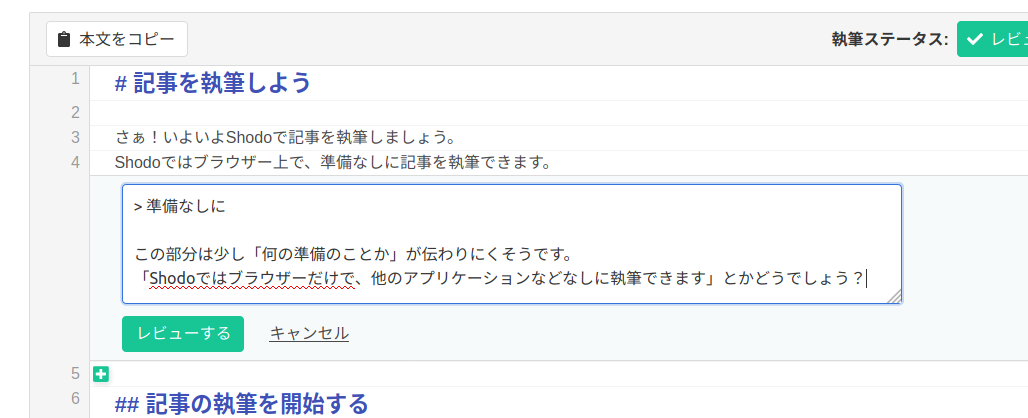 本文をコピー 執筆ステータス: レビ
1 # 記事を執筆しよう
2
3 さぁ！いよいよShodoで記事を執筆しましょう。
4 Shodoではブラウザー上で、準備なしに記事を執筆できます。
> 準備なしに
この部分は少し「何の準備のことか」が伝わりにくそうです。
「Shodoではブラウザーだけで、他のアプリケーションなどなしに執筆できます」とかどうでしょう？
レビューする キャンセル
5
6 ## 記事の執筆を開始する